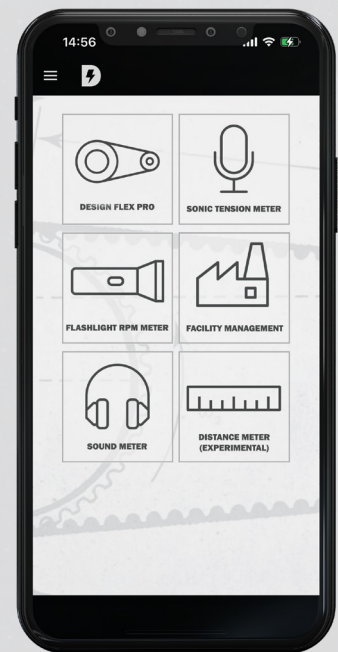 14:56
D
DESIGN FLEX PRO
SONIC TENSION METER
FLASHLIGHT RPM METER
FACILITY MANAGEMENT
SOUND METER
DISTANCE METER
(EXPERIMENTAL)